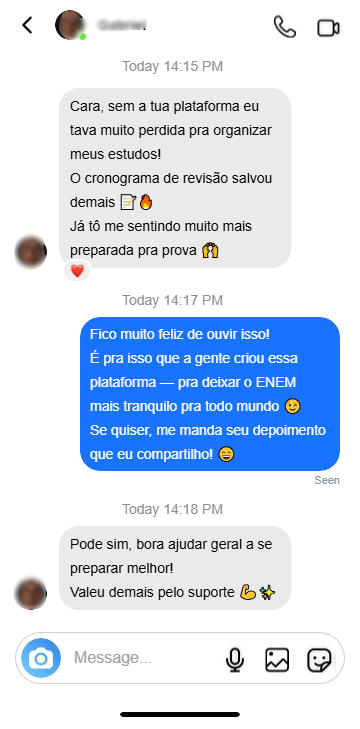 Today 14:15 PM
Cara, sem a tua plataforma eu
tava muito perdida pra organizar
meus estudos!
O cronograma de revisão salvou
demais 📝🔥
Já tô me sentindo muito mais
preparada pra prova 🙌
Today 14:17 PM
Fico muito feliz de ouvir isso!
É pra isso que a gente criou essa
plataforma — pra deixar o ENEM
mais tranquilo pra todo mundo 😉
Se quiser, me manda seu depoimento
que eu compartilho! 😄
Seen
Today 14:18 PM
Pode sim, bora ajudar geral a se
preparar melhor!
Valeu demais pelo suporte 💪✨
Message...